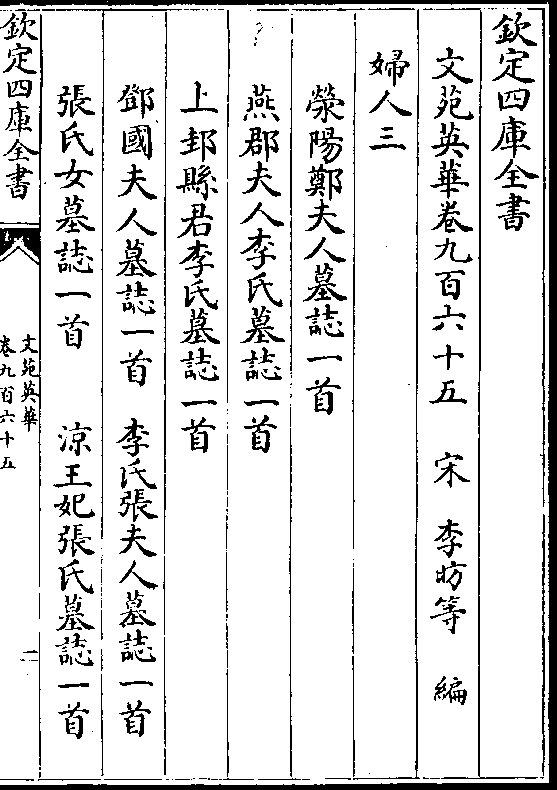 欽定四庫全書
文苑英華卷九百六十五　宋　李昉等　編
婦人三
滎陽鄭夫人墓誌一首
燕郡夫人李氏墓誌一首
上邽縣君李氏墓誌一首
鄧國夫人墓誌一首　李氏張夫人墓誌一首
張氏女墓誌一首　涼王妃張氏墓誌一首
欽定四庫全書
文苑英華
卷九百六十五
一